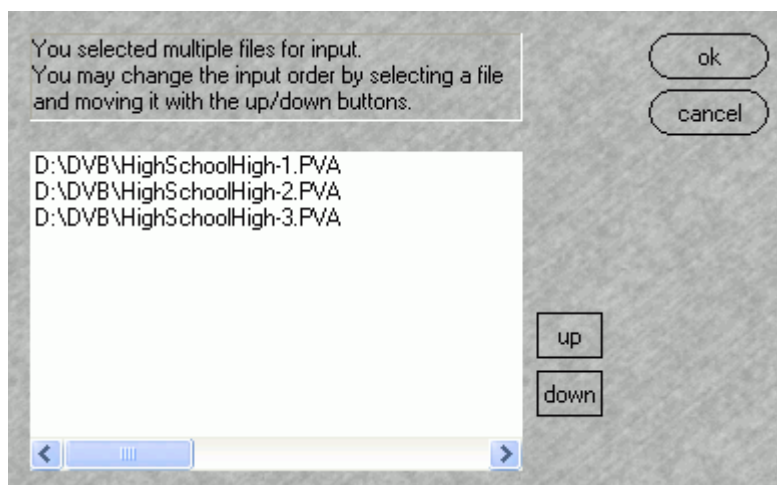 You selected multiple files for input.
You may change the input order by selecting a file
and moving it with the up/down buttons.
ok
cancel
D:\DVB\HighSchoolHigh-1.PVA
D:\DVB\HighSchoolHigh-2.PVA
D:\DVB\HighSchoolHigh-3.PVA
up
down